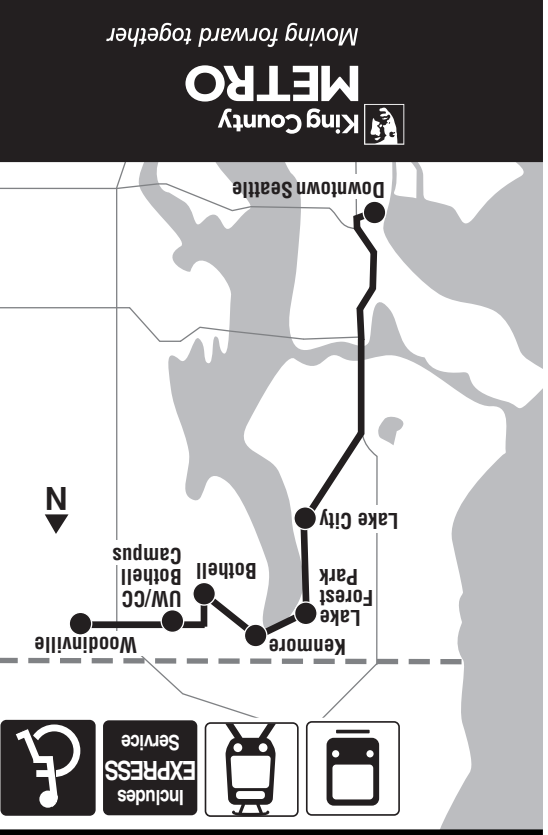 Includes
EXPRESS
Service
Woodinville
Kenmore
UW/CC
Bothell
Campus
Bothell
Lake
Forest
Park
N
Lake City
Downtown Seattle
King County
METRO
Moving forward together